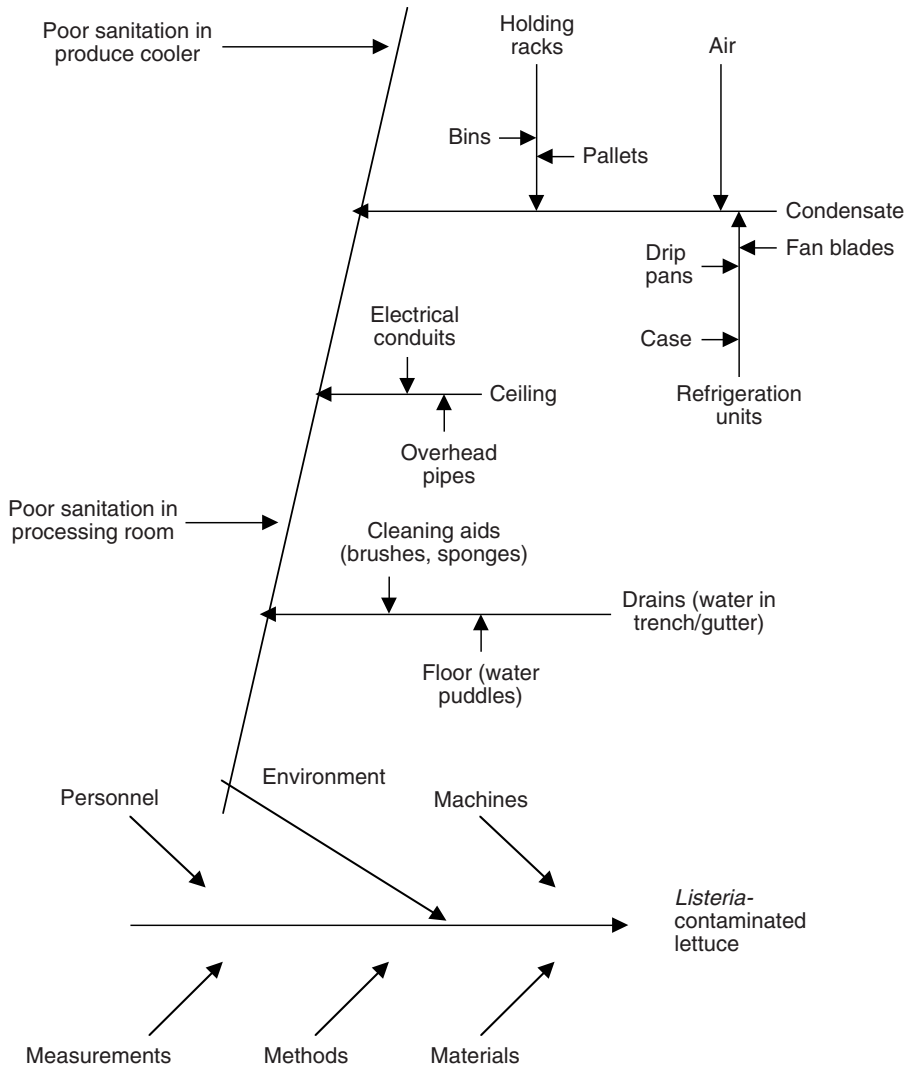 Poor sanitation in
produce cooler
Holding
racks
Air
Bins
Pallets
Condensate
Fan blades
Drip
pans
Case
Refrigeration
units
Electrical
conduits
Ceiling
Overhead
pipes
Poor sanitation in
processing room
Cleaning aids
(brushes, sponges)
Drains (water in
trench/gutter)
Floor (water
puddles)
Environment
Personnel
Machines
Listeria-
contaminated
lettuce
Measurements
Methods
Materials